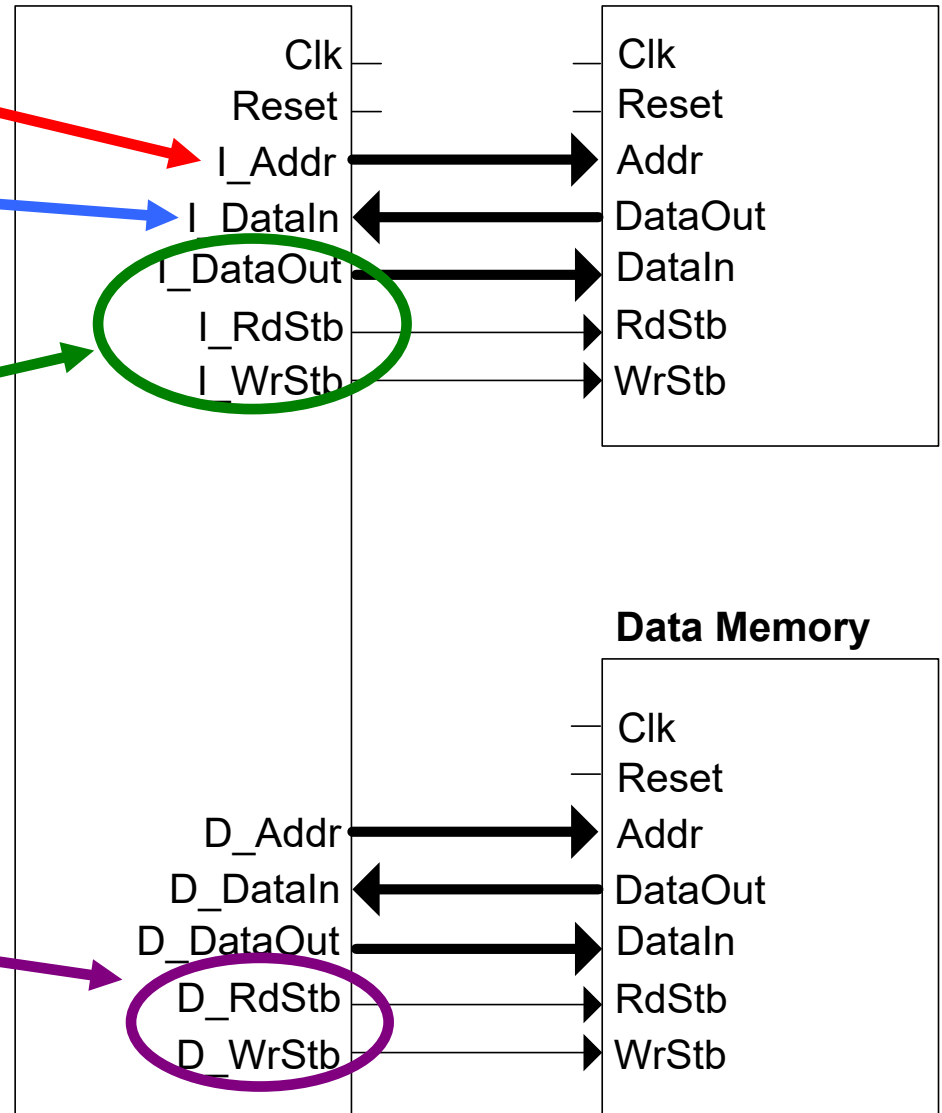 Clk
Reset
I_Addr
I_DataIn
I_DataOut
I_RdStb
I_WrStb
Clk
Reset
Addr
DataOut
DataIn
RdStb
WrStb
D_Addr
D_DataIn
D_DataOut
D_RdStb
D_WrStb
Data Memory
Clk
Reset
Addr
DataOut
DataIn
RdStb
WrStb